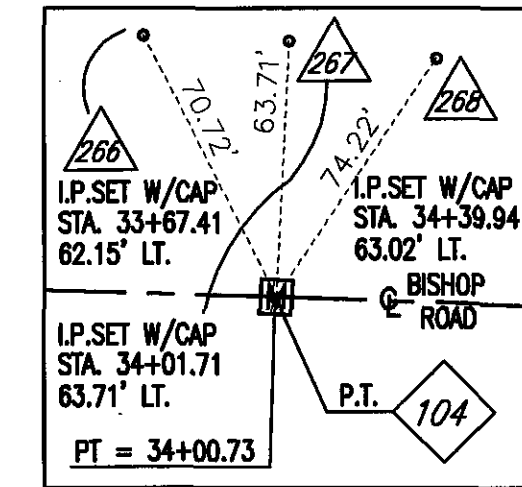 267
268
266
70.72'
63.71'
74.22'
I.P.SET W/CAP
STA. 33+67.41
62.15' LT.
I.P.SET W/CAP
STA. 34+39.94
63.02' LT.
M
℄ BISHOP
ROAD
I.P.SET W/CAP
STA. 34+01.71
63.71' LT.
P.T.
104
PT = 34+00.73